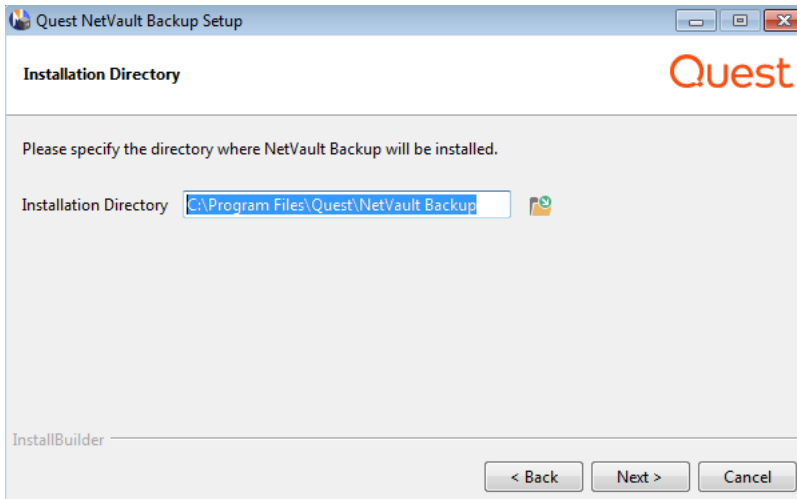 Quest NetVault Backup Setup
Installation Directory
Quest
Please specify the directory where NetVault Backup will be installed.
Installation Directory C:\Program Files\Quest\NetVault Backup
InstallBuilder
< Back Next > Cancel